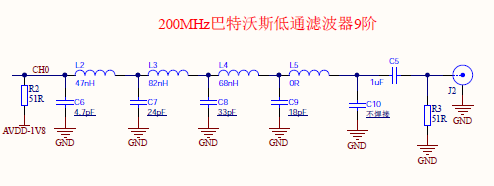 200MHz巴特沃斯低通滤波器9阶
CH0
L2
47nH
L3
82nH
L4
68nH
L5
0R
C5
1uF
J2
GND
R2
51R
AVDD-1V8
C6
4.7pF
GND
C7
24pF
GND
C8
33pF
GND
C9
18pF
GND
C10
不焊接
GND
R3
51R
GND